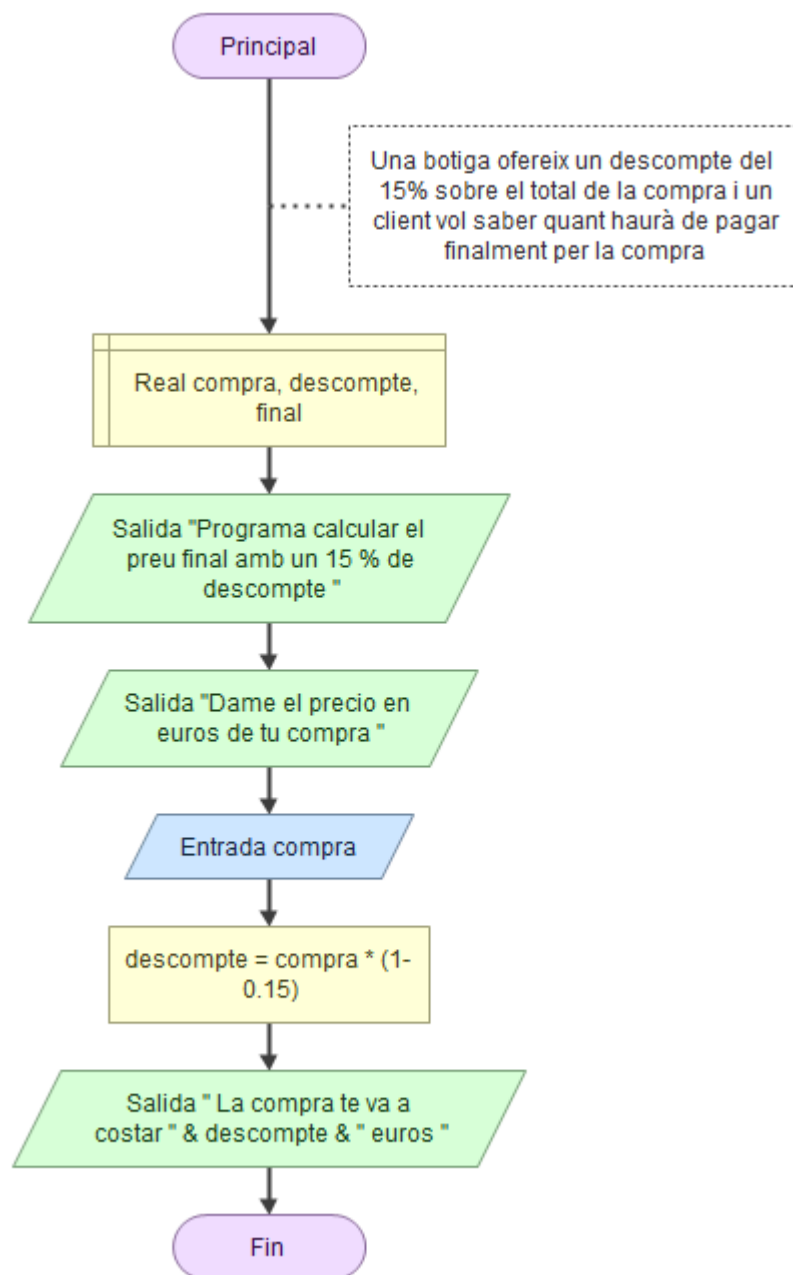 Principal
Una botiga ofereix un descompte del
15% sobre el total de la compra i un
client vol saber quant haurà de pagar
finalment per la compra
Real compra, descompte,
final
Salida "Programa calcular el
preu final amb un 15 % de
descompte "
Salida "Dame el precio en
euros de tu compra "
Entrada compra
descompte = compra * (1-
0.15)
Salida " La compra te va a
costar " & descompte & " euros "
Fin